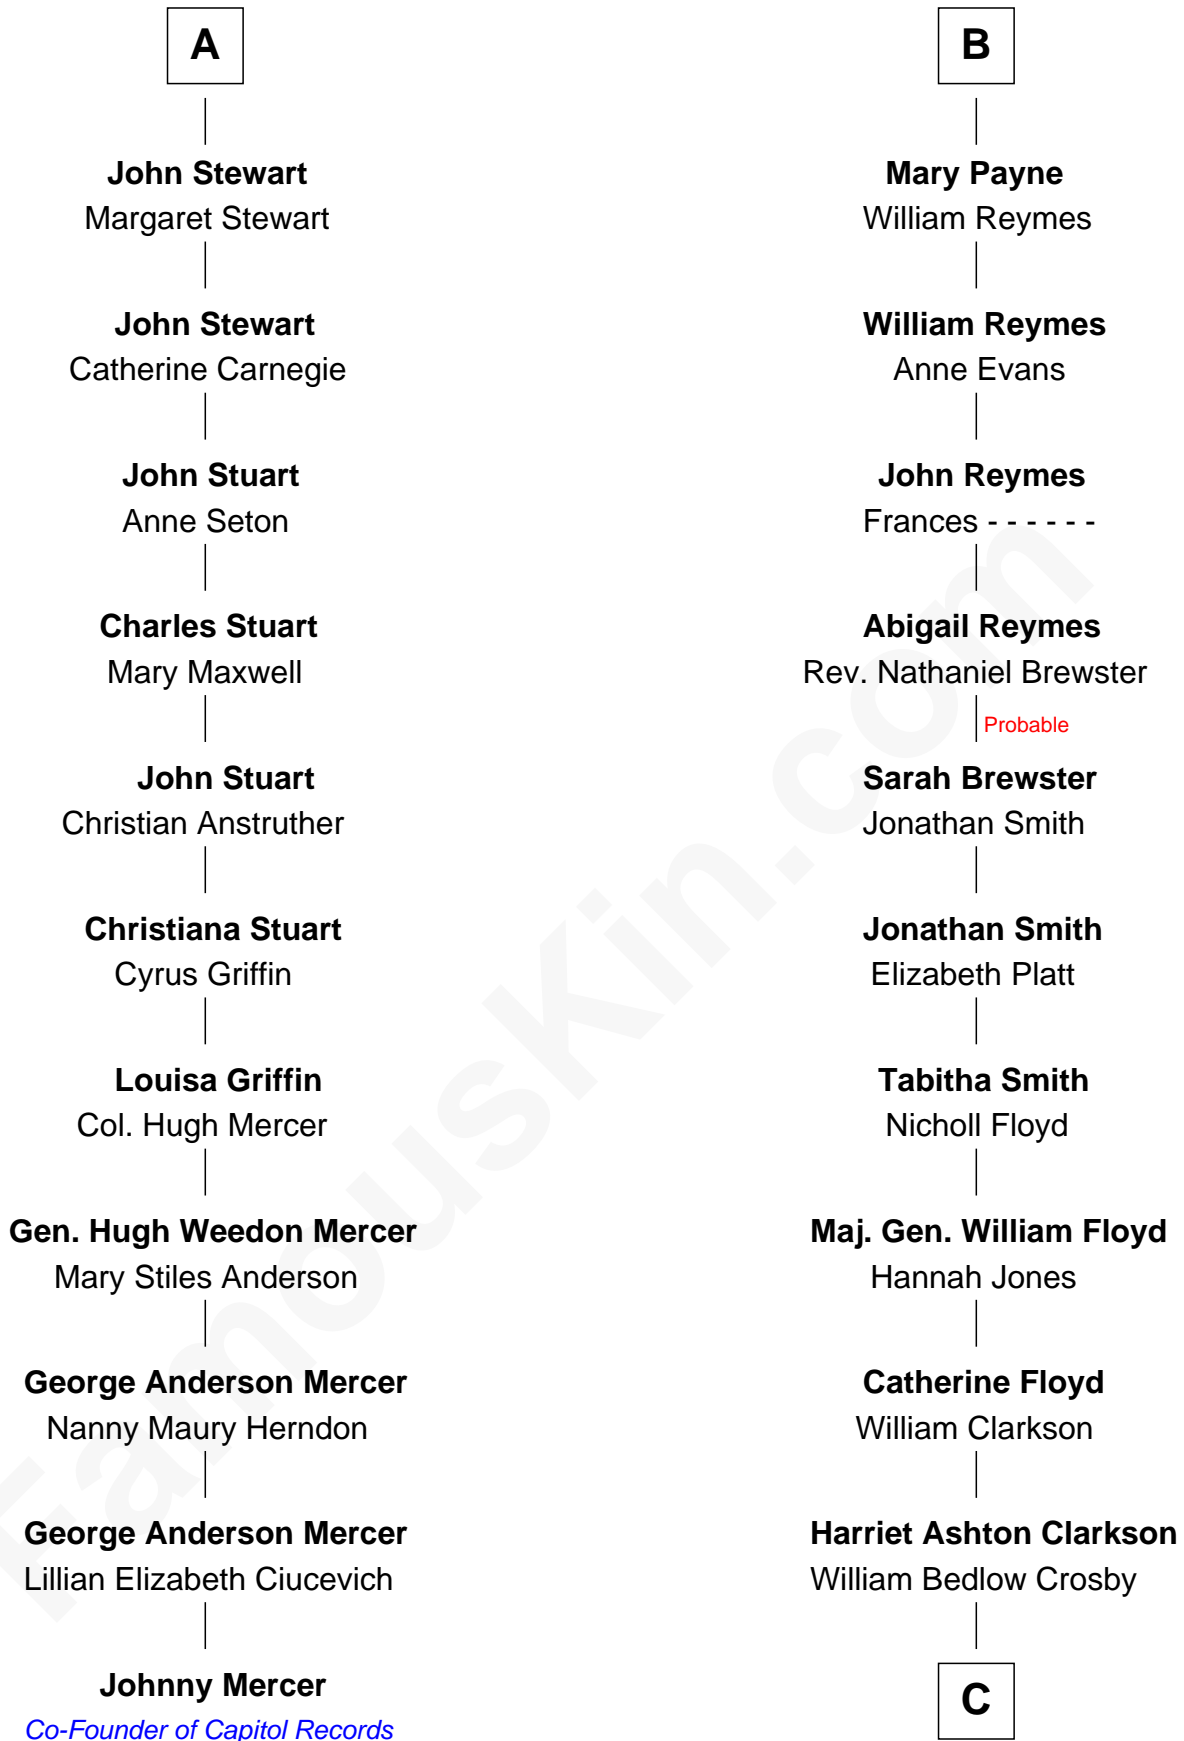 A
John Stewart
Margaret Stewart
John Stewart
Catherine Carnegie
John Stuart
Anne Seton
Charles Stuart
Mary Maxwell
John Stuart
Christian Anstruther
Christiana Stuart
Cyrus Griffin
Louisa Griffin
Col. Hugh Mercer
Gen. Hugh Weedon Mercer
Mary Stiles Anderson
George Anderson Mercer
Nanny Maury Herndon
George Anderson Mercer
Lillian Elizabeth Ciucevich
Johnny Mercer
Co-Founder of Capitol Records
B
Mary Payne
William Reymes
William Reymes
Anne Evans
John Reymes
Frances - - - - - -
Abigail Reymes
Rev. Nathaniel Brewster
Probable
Sarah Brewster
Jonathan Smith
Jonathan Smith
Elizabeth Platt
Tabitha Smith
Nicholl Floyd
Maj. Gen. William Floyd
Hannah Jones
Catherine Floyd
William Clarkson
Harriet Ashton Clarkson
William Bedlow Crosby
C
FamousKin.com